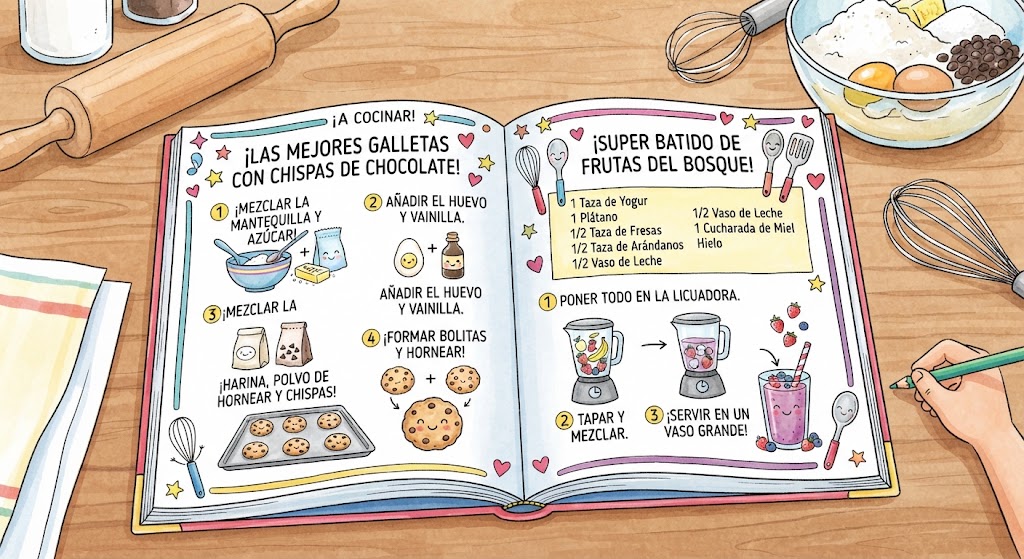 ¡A COCINAR!
¡LAS MEJORES GALLETAS
CON CHISPAS DE CHOCOLATE!
1 ¡MEZCLAR LA
MANTEQUILLA Y
AZÚCAR!
2 AÑADIR EL HUEVO
Y VAINILLA.
AÑADIR EL HUEVO
Y VAINILLA.
3 ¡MEZCLAR LA
¡HARINA, POLVO DE
HORNEAR Y CHISPAS!
4 ¡FORMAR BOLITAS
Y HORNEAR!
¡SUPER BATIDO DE
FRUTAS DEL BOSQUE!
1 Taza de Yogur
1 Plátano
1/2 Taza de Fresas
1/2 Taza de Arándanos
1/2 Vaso de Leche
1/2 Vaso de Leche
1 Cucharada de Miel
Hielo
1 PONER TODO EN LA LICUADORA.
2 TAPAR Y
MEZCLAR.
3 ¡SERVIR EN UN
VASO GRANDE!